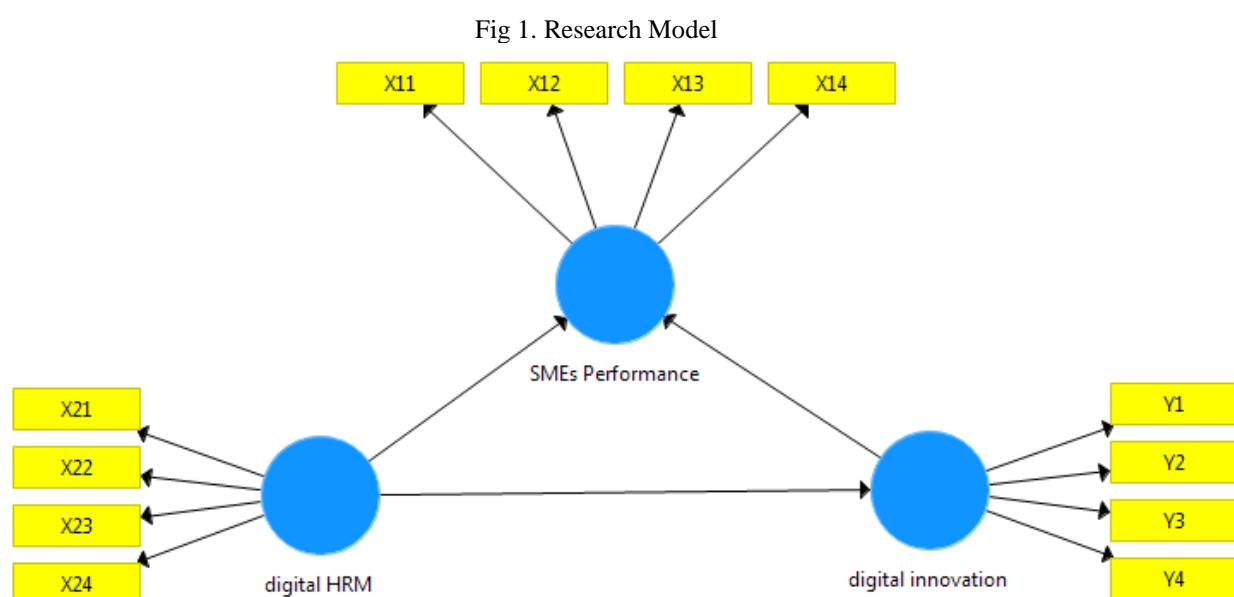 Fig 1. Research Model
X11 X12 X13 X14
SMEs Performance
X21
X22
X23
X24
digital HRM
Y1
Y2
Y3
Y4
digital innovation